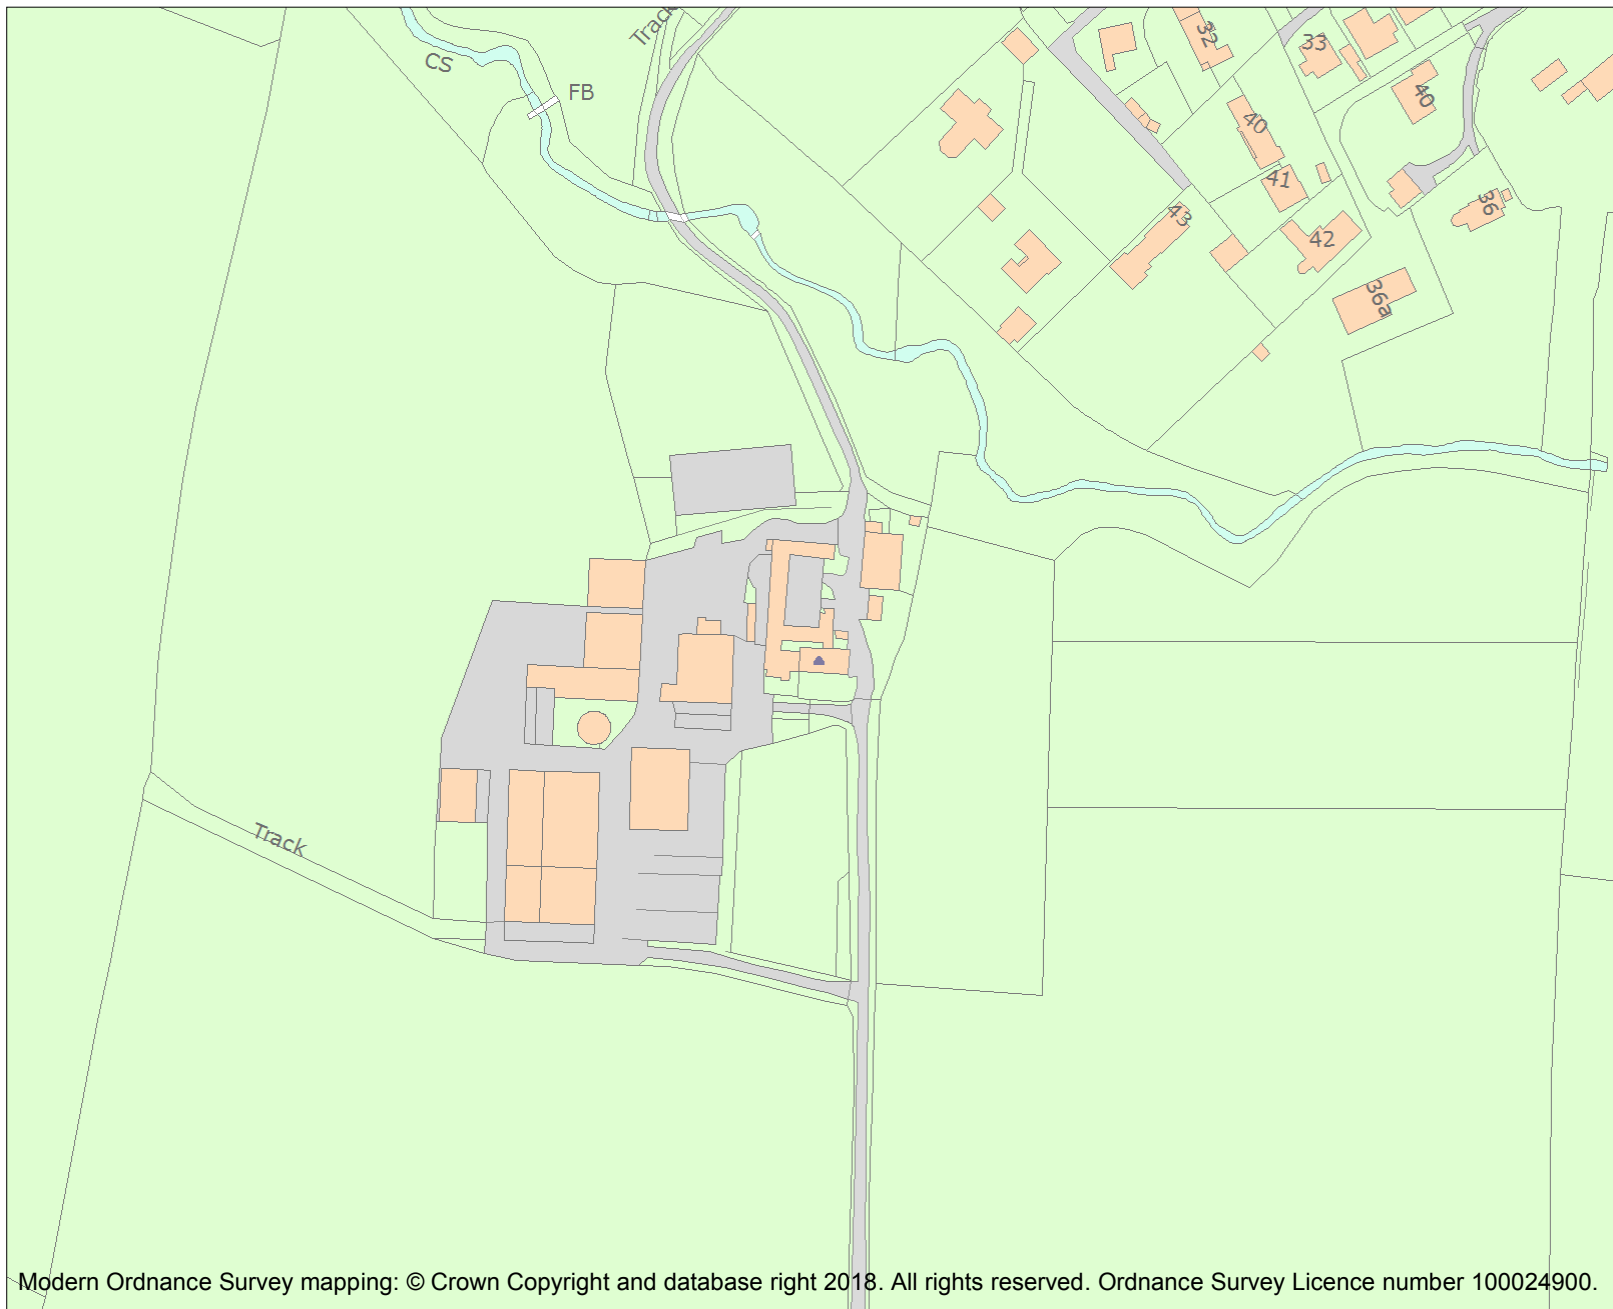 Track
CS
FB
32
33
40
40
41
43
36
42
36a
Track
Modern Ordnance Survey mapping: © Crown Copyright and database right 2018. All rights reserved. Ordnance Survey Licence number 100024900.